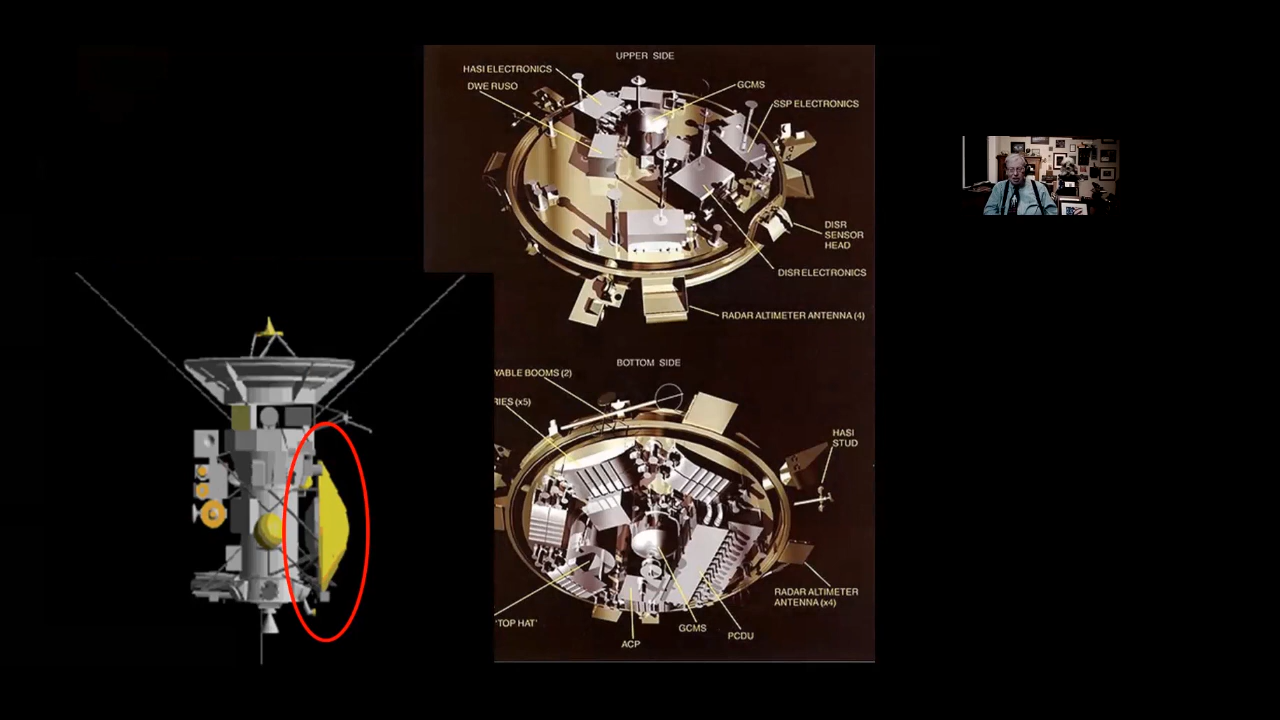 UPPER SIDE
HASI ELECTRONICS
DWE RUSO
GCMS
SSP ELECTRONICS
DISR
SENSOR
HEAD
DISR ELECTRONICS
RADAR ALTIMETER ANTENNA (4)
BOTTOM SIDE
YABLE BOOMS (2)
RIES (x5)
HASI
STUD
RADAR ALTIMETER
ANTENNA (x4)
'TOP HAT'
GCMS
PCDU
ACP